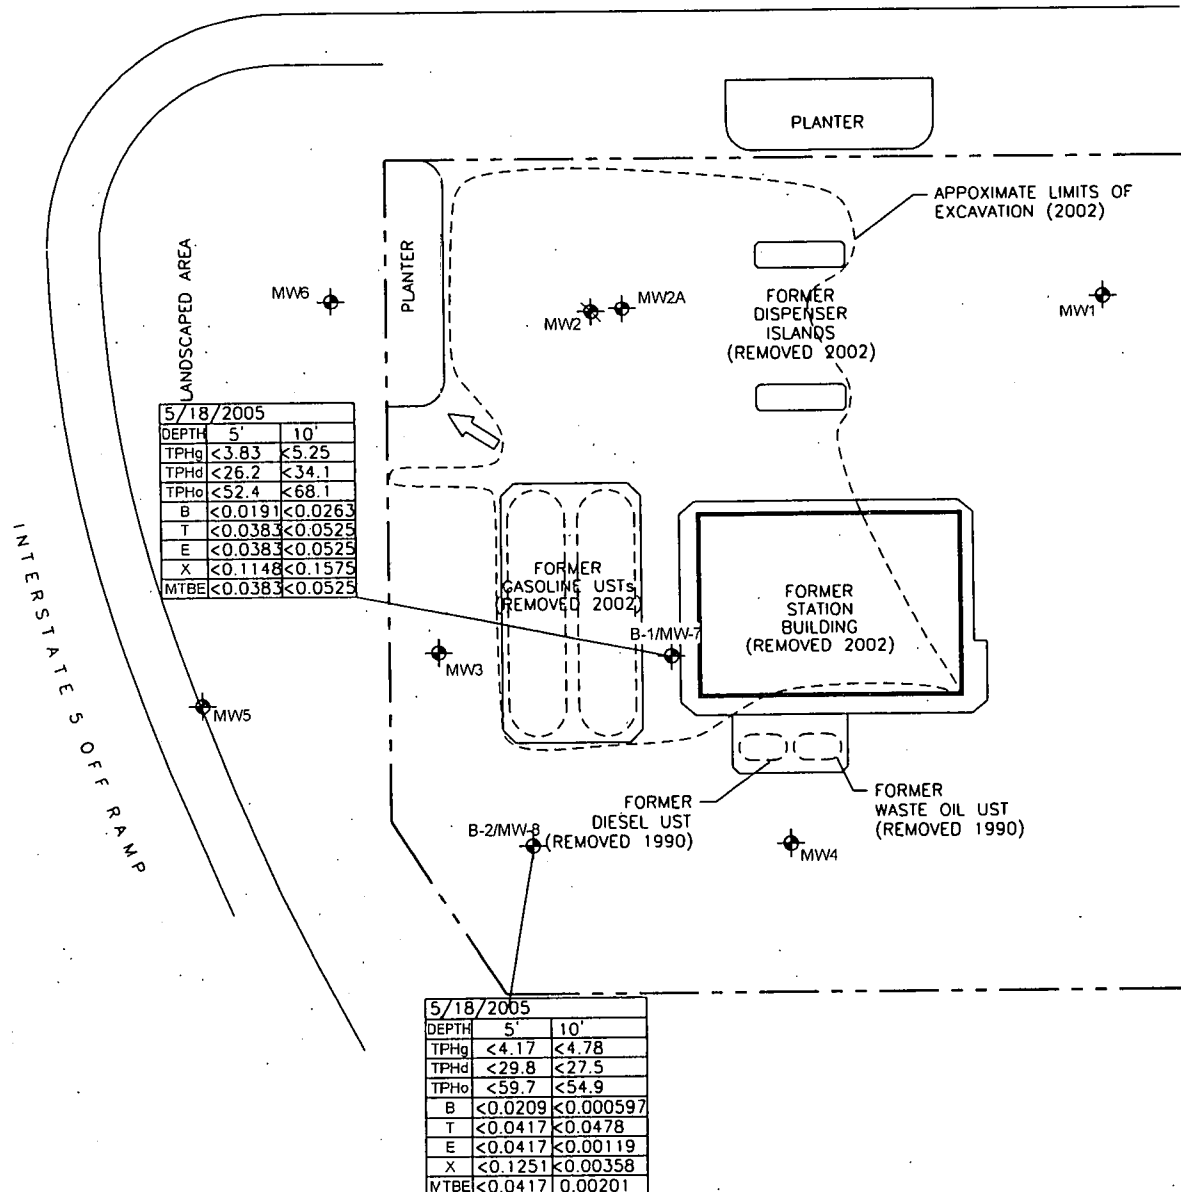 PLANTER
APPOXIMATE LIMITS OF
EXCAVATION (2002)
LANDSCAPED AREA
PLANTER
MW6
MW2
MW2A
MW1
FORMER
DISPENSER
ISLANDS
(REMOVED 2002)
5/18/2005
DEPTH 5' 10'
TPHg <3.83 <5.25
TPHd <26.2 <34.1
TPHo <52.4 <68.1
B <0.0191 <0.0263
T <0.0383 <0.0525
E <0.0383 <0.0525
X <0.1148 <0.1575
MTBE <0.0383 <0.0525
INTERSTATE 5 OFF RAMP
FORMER
GASOLINE USTs
(REMOVED 2002)
FORMER
STATION
BUILDING
(REMOVED 2002)
B-1/MW-7
MW3
MW5
FORMER
DIESEL UST
(REMOVED 1990)
FORMER
WASTE OIL UST
(REMOVED 1990)
B-2/MW-8
MW4
5/18/2005
DEPTH 5' 10'
TPHg <4.17 <4.78
TPHd <29.8 <27.5
TPHo <59.7 <54.9
B <0.0209 <0.000597
T <0.0417 <0.0478
E <0.0417 <0.00119
X <0.1251 <0.00358
MTBE <0.0417 0.00201